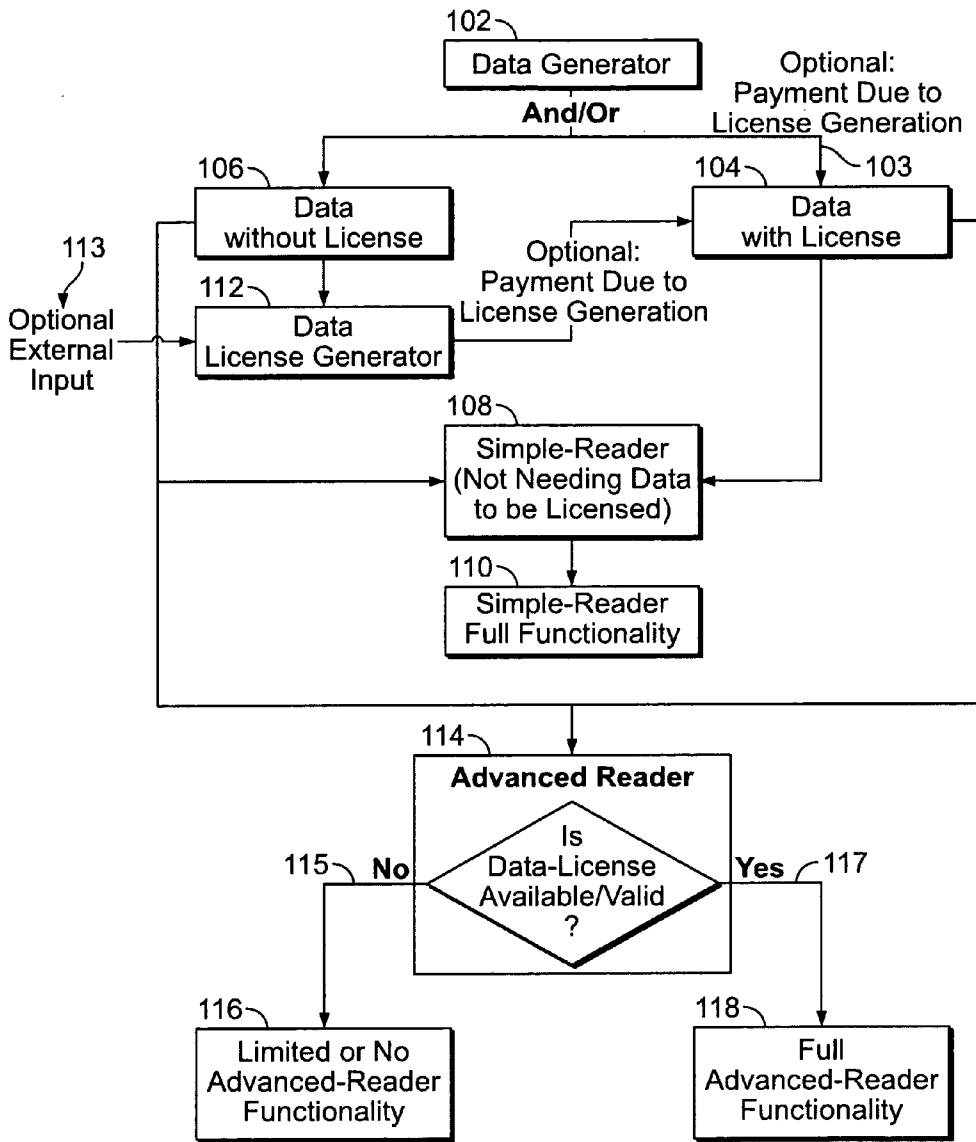 102
Data Generator
And/Or
Optional:
Payment Due to
License Generation
103
106
Data
without License
104
Data
with License
113
Optional
External
Input
112
Data
License Generator
Optional:
Payment Due to
License Generation
108
Simple-Reader
(Not Needing Data
to be Licensed)
110
Simple-Reader
Full Functionality
114
Advanced Reader
Is
Data-License
Available/Valid
?
115
No
Yes
117
116
Limited or No
Advanced-Reader
Functionality
118
Full
Advanced-Reader
Functionality